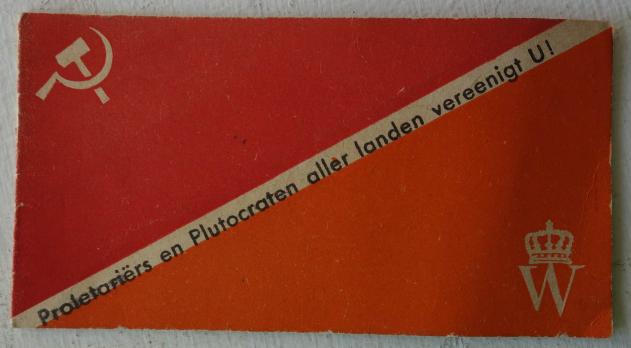 Proletariërs en Plutocraten aller landen vereenigt U!
W